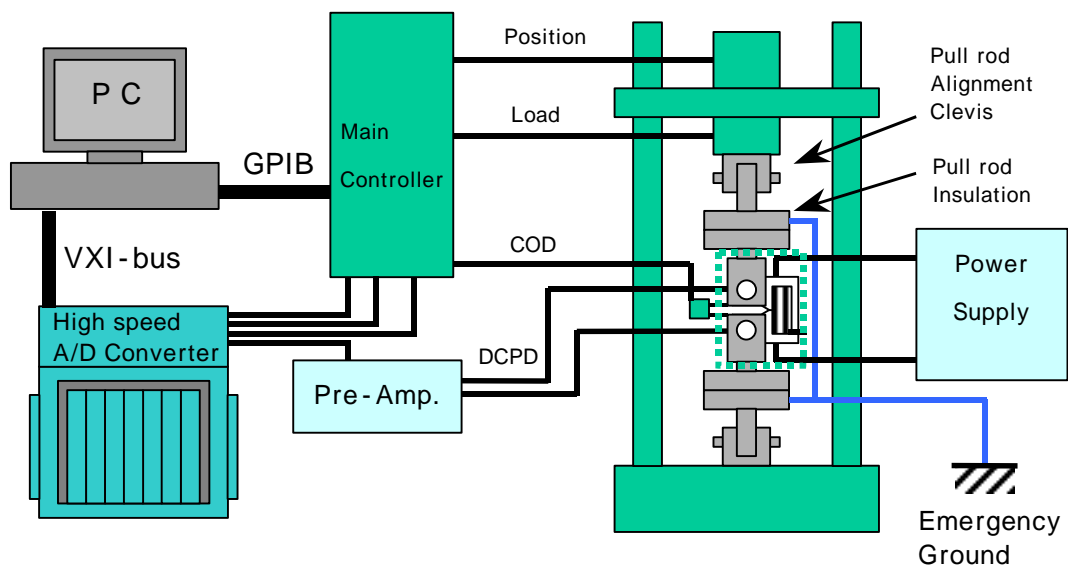 P C
GPIB
VXI-bus
High speed
A/D Converter
Main
Controller
Pre-Amp.
Position
Load
COD
DCPD
Pull rod
Alignment
Clevis
Pull rod
Insulation
Power
Supply
Emergency
Ground